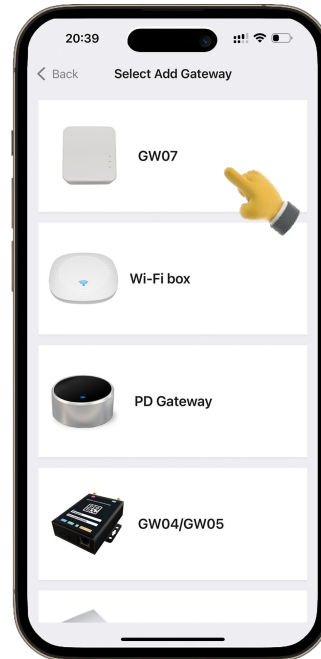 20:39
Back
Select Add Gateway
GW07
Wi-Fi box
PD Gateway
GW04/GW05